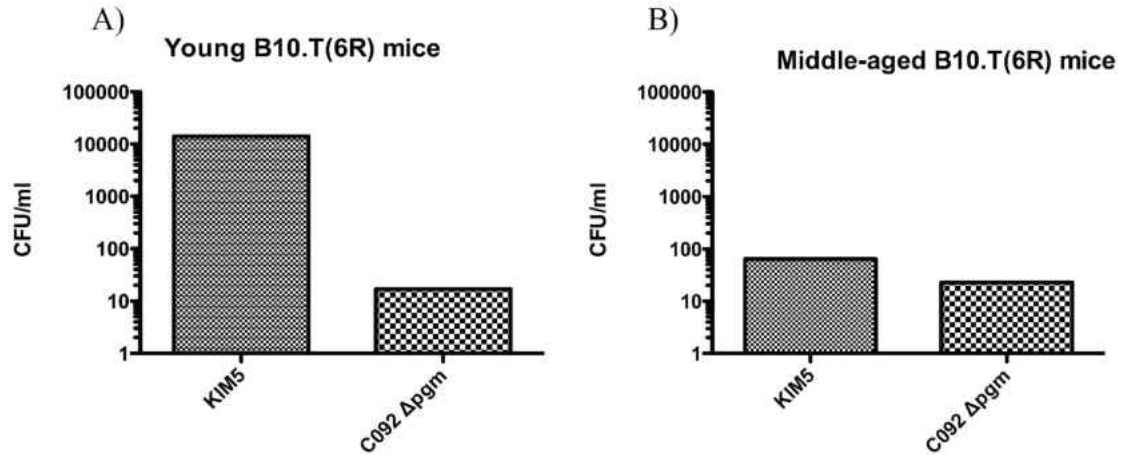 A)
Young B10.T(6R) mice
100000
10000
1000
100
10
1
CFU/ml
KIM5
C092 Δpgm
B)
Middle-aged B10.T(6R) mice
100000
10000
1000
100
10
1
CFU/ml
KIM5
C092 Δpgm